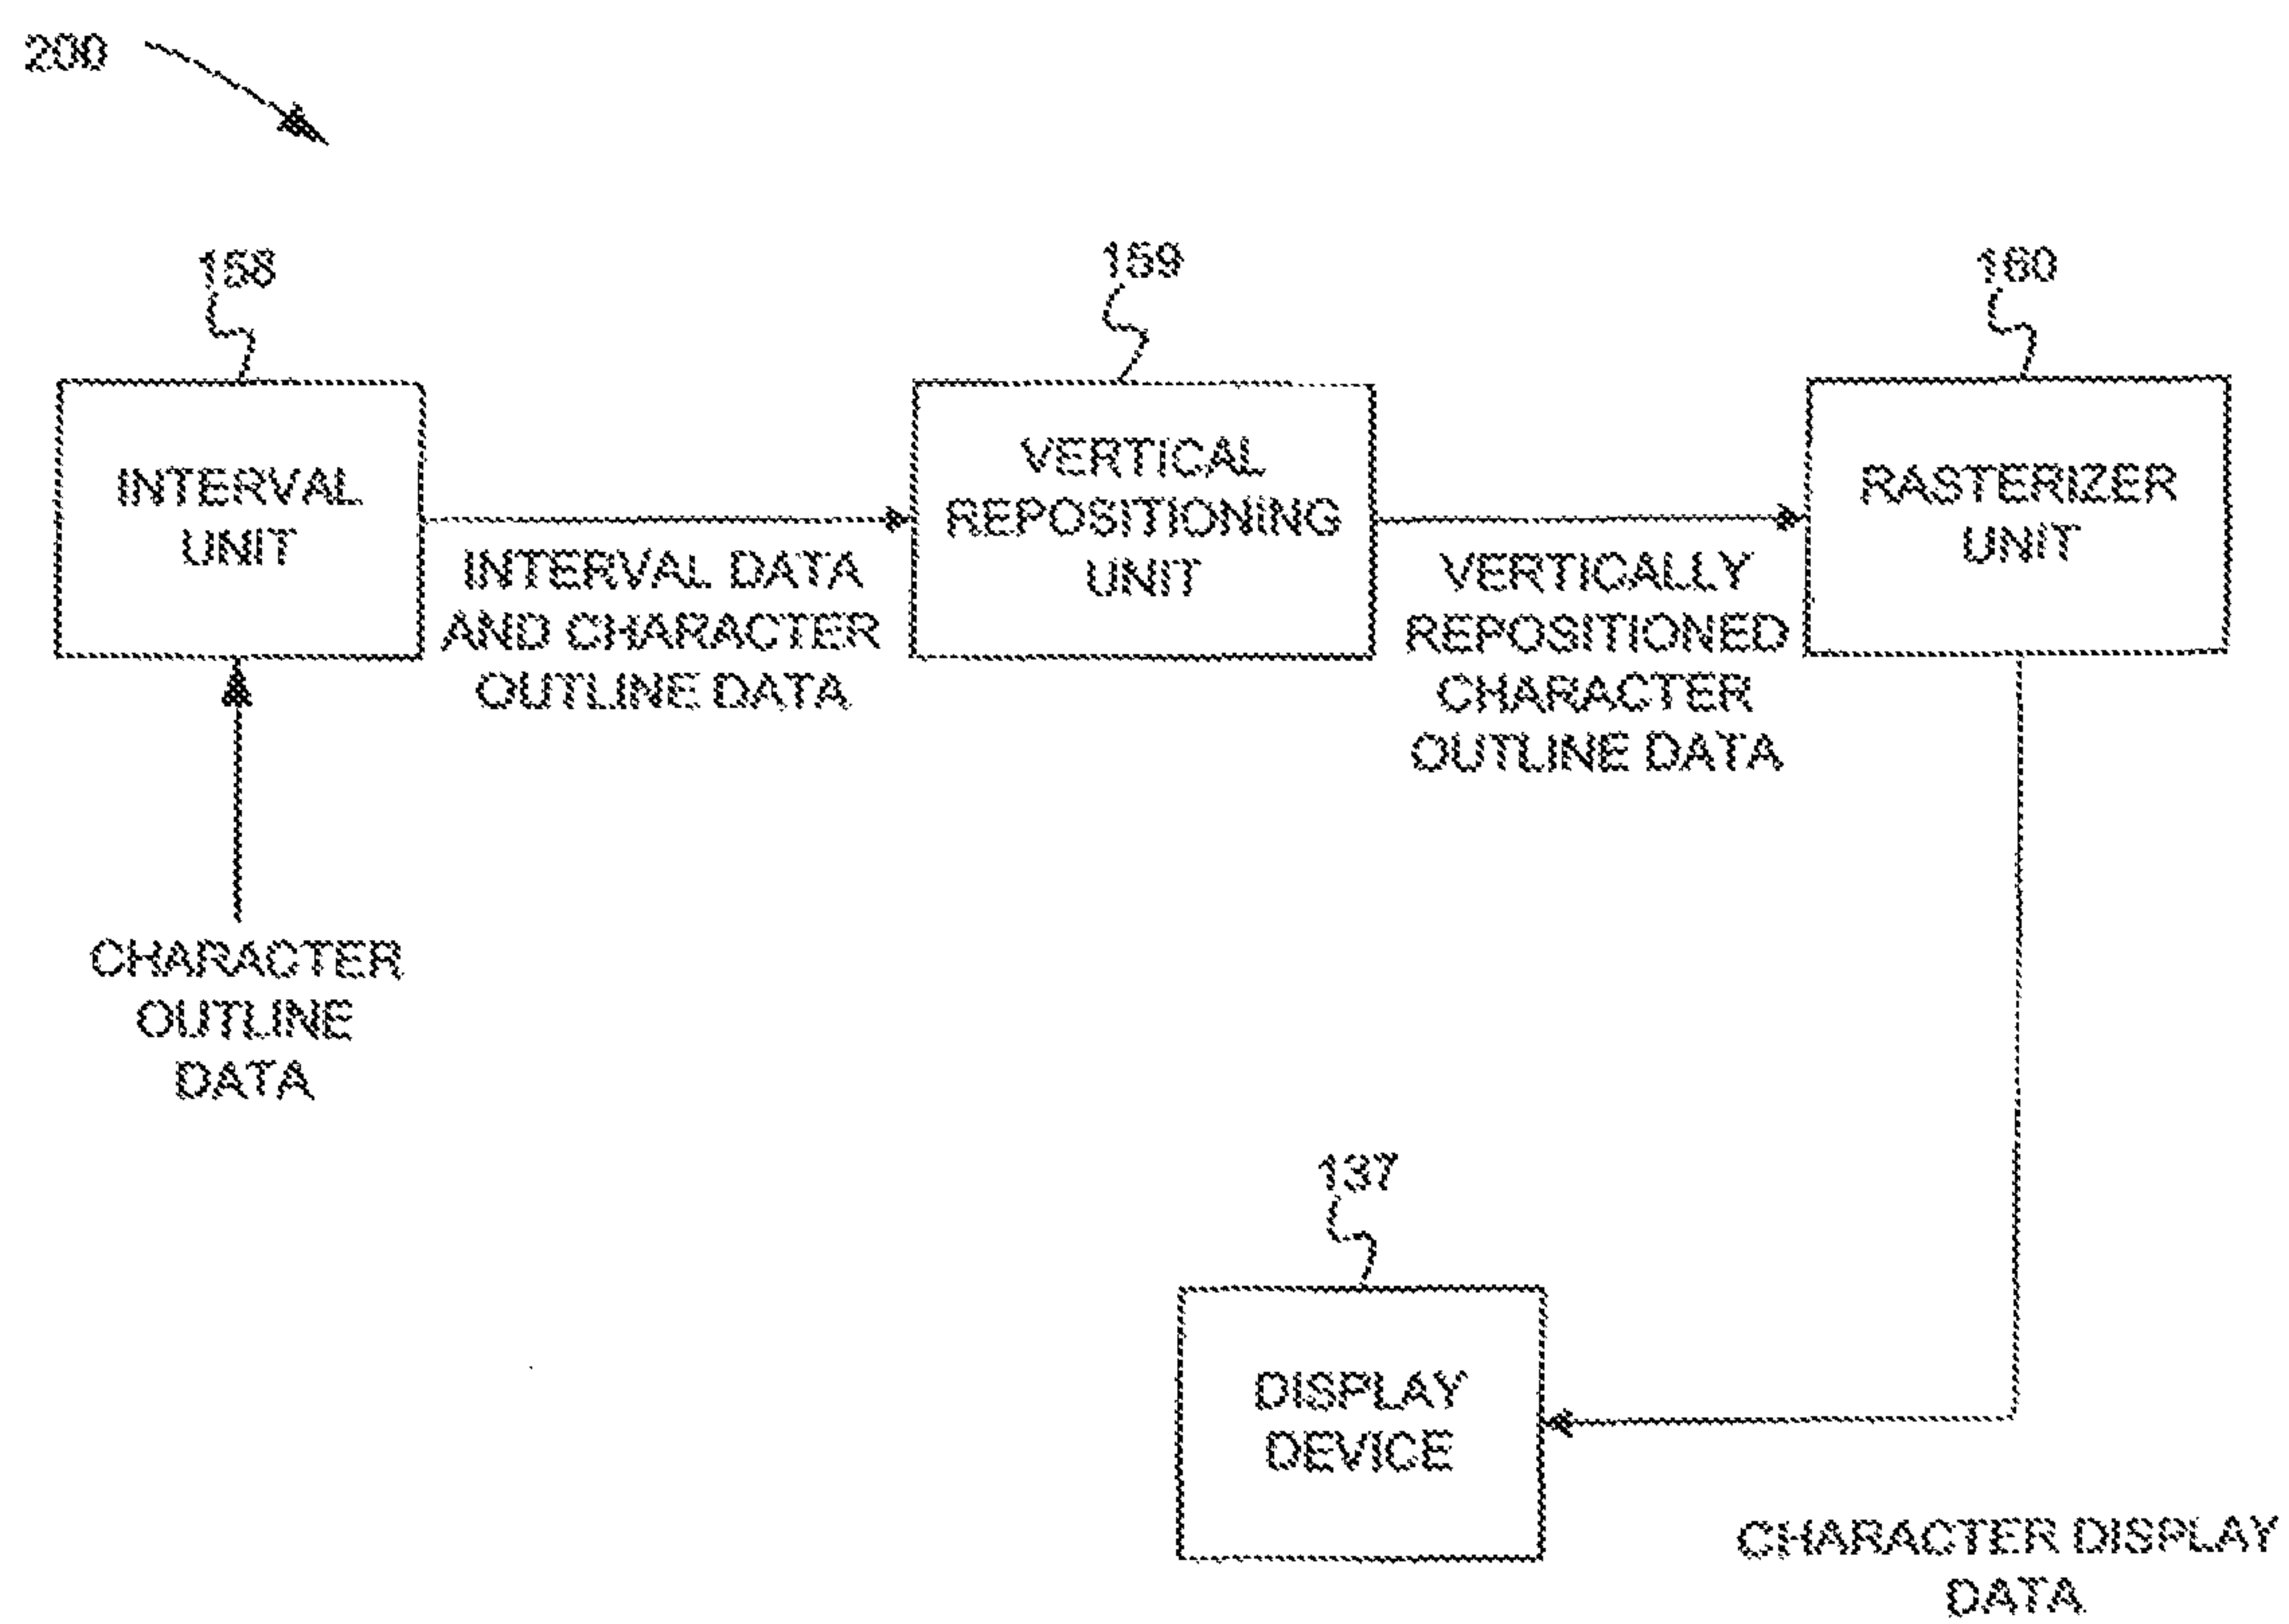 200
158
159
160
INTERVAL
UNIT
INTERVAL DATA
AND CHARACTER
OUTLINE DATA
VERTICAL
REPOSITIONING
UNIT
VERTICALLY
REPOSITIONED
CHARACTER
OUTLINE DATA
RASTERIZER
UNIT
CHARACTER
OUTLINE
DATA
137
DISPLAY
DEVICE
CHARACTER DISPLAY
DATA